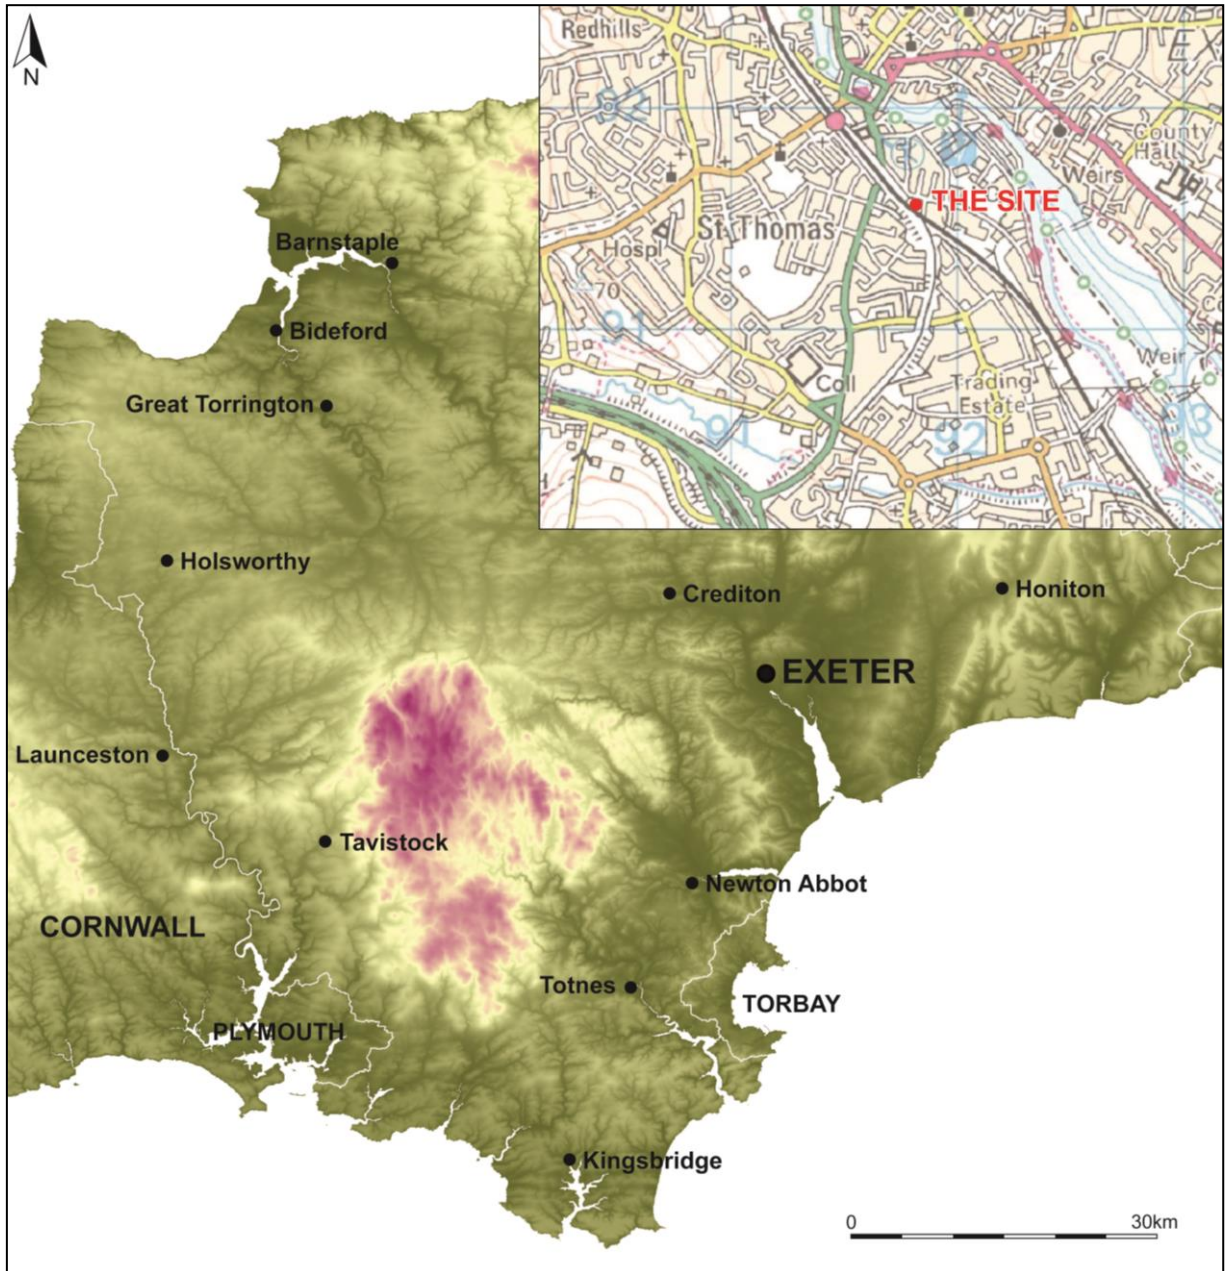 N
Redhills
92
County
Hall
Weirs
THE SITE
St Thomas
Hospl
70
91
Weir
Coll
Trading
Estate
91
92
93
Barnstaple
Bideford
Great Torrington
Holsworthy
Crediton
Honiton
EXETER
Launceston
Tavistock
Newton Abbot
CORNWALL
Totnes
TORBAY
PLYMOUTH
Kingsbridge
0 30km